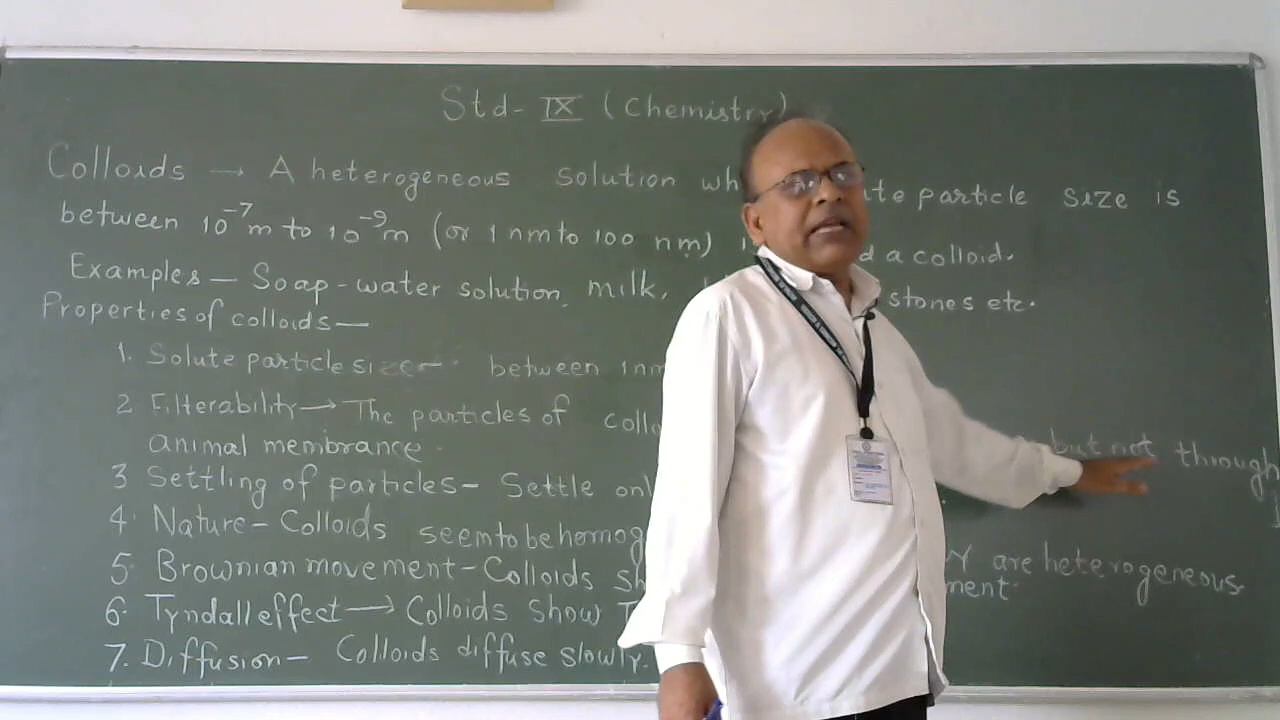 Std- IX (Chemistry)
Colloids → A heterogeneous solution wh te particle size is
between 10⁻⁷m to 10⁻⁹m (or 1 nm to 100 nm) d a colloid.
Examples — Soap-water solution, milk, stones etc.
Properties of colloids —
1. Solute particle size — between 1nm
2 Filterability → The particles of collo but not through
animal membrance.
3 Settling of particles - Settle onl
4. Nature - Colloids seem to be homog Y are heterogeneous.
5. Brownian movement - Colloids sh ment.
6. Tyndall effect → Colloids show T
7. Diffusion - Colloids diffuse slowly.